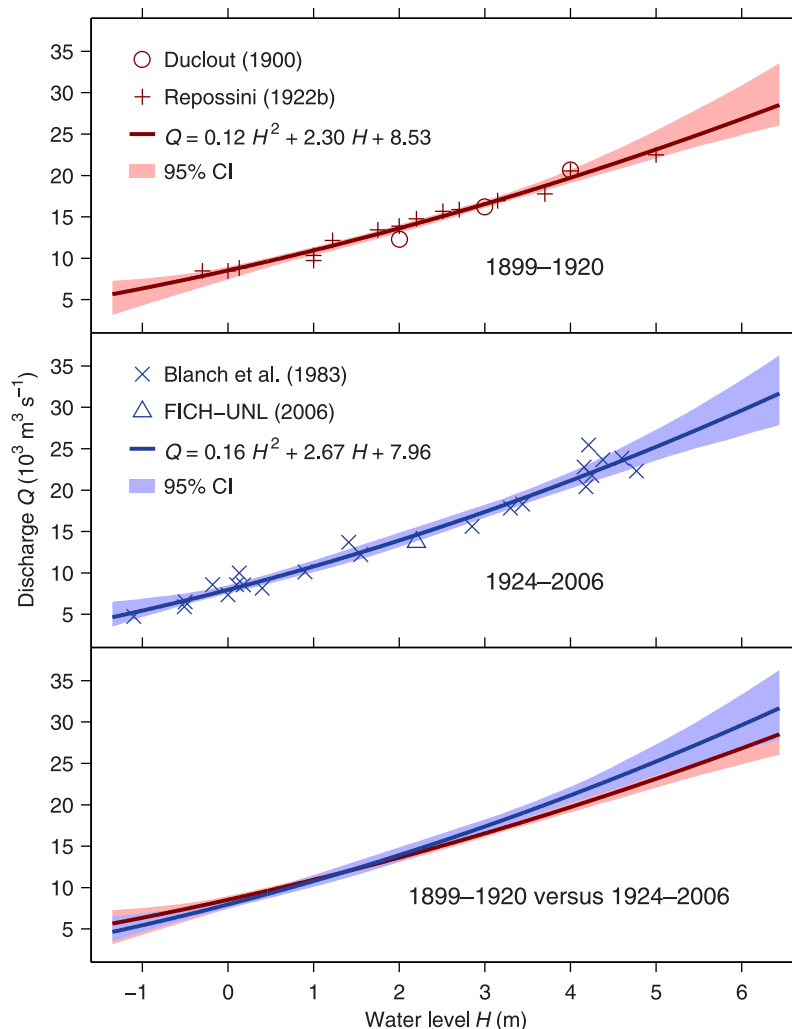 35
30
25
20
15
10
5
Duclout (1900)
Repossini (1922b)
Q = 0.12 H² + 2.30 H + 8.53
95% CI
1899–1920
35
30
25
20
15
10
5
Blanch et al. (1983)
FICH–UNL (2006)
Q = 0.16 H² + 2.67 H + 7.96
95% CI
1924–2006
Discharge Q (10³ m³ s⁻¹)
35
30
25
20
15
10
5
1899–1920 versus 1924–2006
−1 0 1 2 3 4 5 6
Water level H (m)